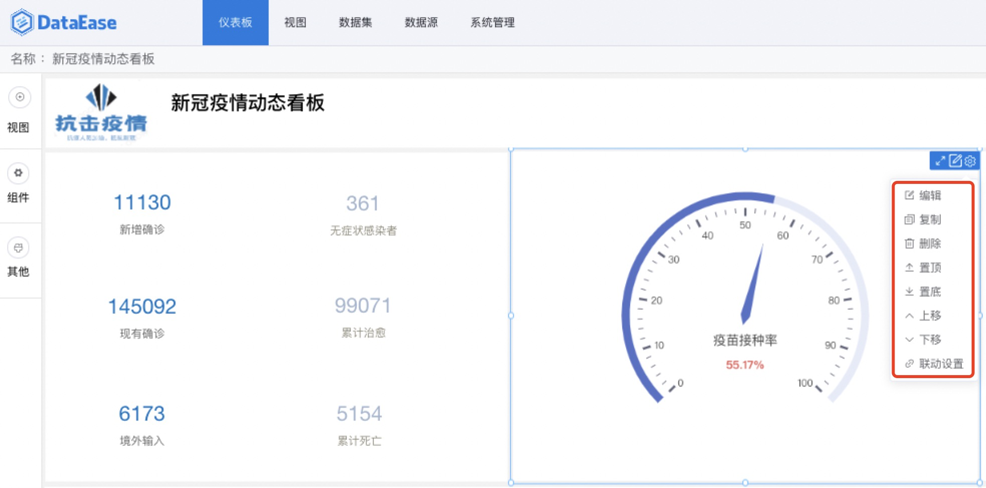 DataEase 仪表板 视图 数据集 数据源 系统管理
名称 : 新冠疫情动态看板
视图
组件
其他
抗击疫情
新冠疫情动态看板
11130 361
新增确诊 无症状感染者
145092 99071
现有确诊 累计治愈
6173 5154
境外输入 累计死亡
0
10
20
30
40
50
60
70
80
90
100
疫苗接种率
55.17%
编辑
复制
删除
置顶
置底
上移
下移
联动设置